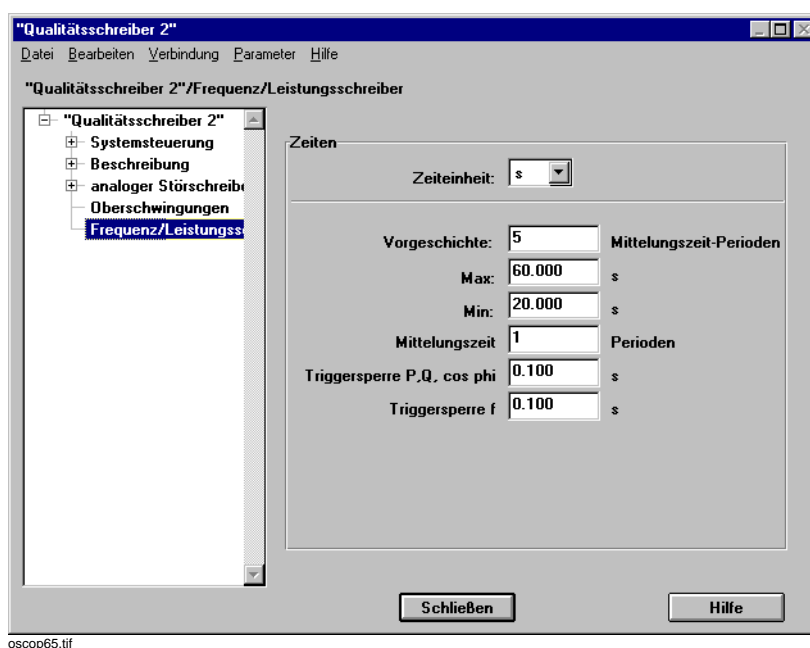 "Qualitätsschreiber 2"
Datei Bearbeiten Verbindung Parameter Hilfe
"Qualitätsschreiber 2"/Frequenz/Leistungsschreiber
"Qualitätsschreiber 2"
Systemsteuerung
Beschreibung
analoger Störschreibe
Oberschwingungen
Frequenz/Leistungss
Zeiten
Zeiteinheit: s
Vorgeschichte: 5 Mittelungszeit-Perioden
Max: 60.000 s
Min: 20.000 s
Mittelungszeit 1 Perioden
Triggersperre P,Q, cos phi 0.100 s
Triggersperre f 0.100 s
Schließen Hilfe
oscop65.tif